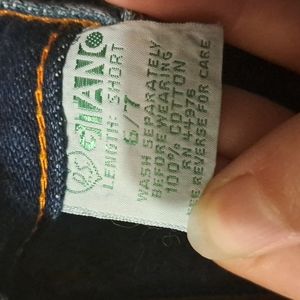 LENGTH: SHORT
6/7
WASH SEPARATELY
BEFORE WEARING
100% COTTON
RN 44976
SEE REVERSE FOR CARE